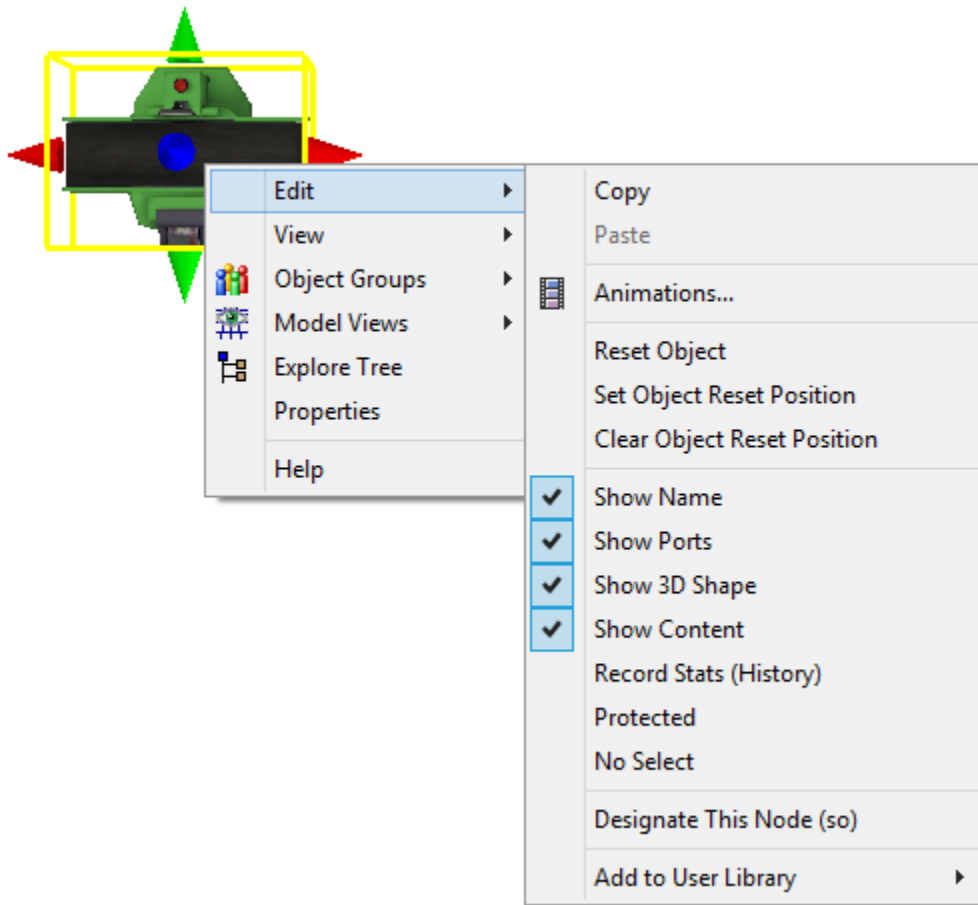 Edit
View
Object Groups
Model Views
Explore Tree
Properties
Help
Copy
Paste
Animations...
Reset Object
Set Object Reset Position
Clear Object Reset Position
Show Name
Show Ports
Show 3D Shape
Show Content
Record Stats (History)
Protected
No Select
Designate This Node (so)
Add to User Library